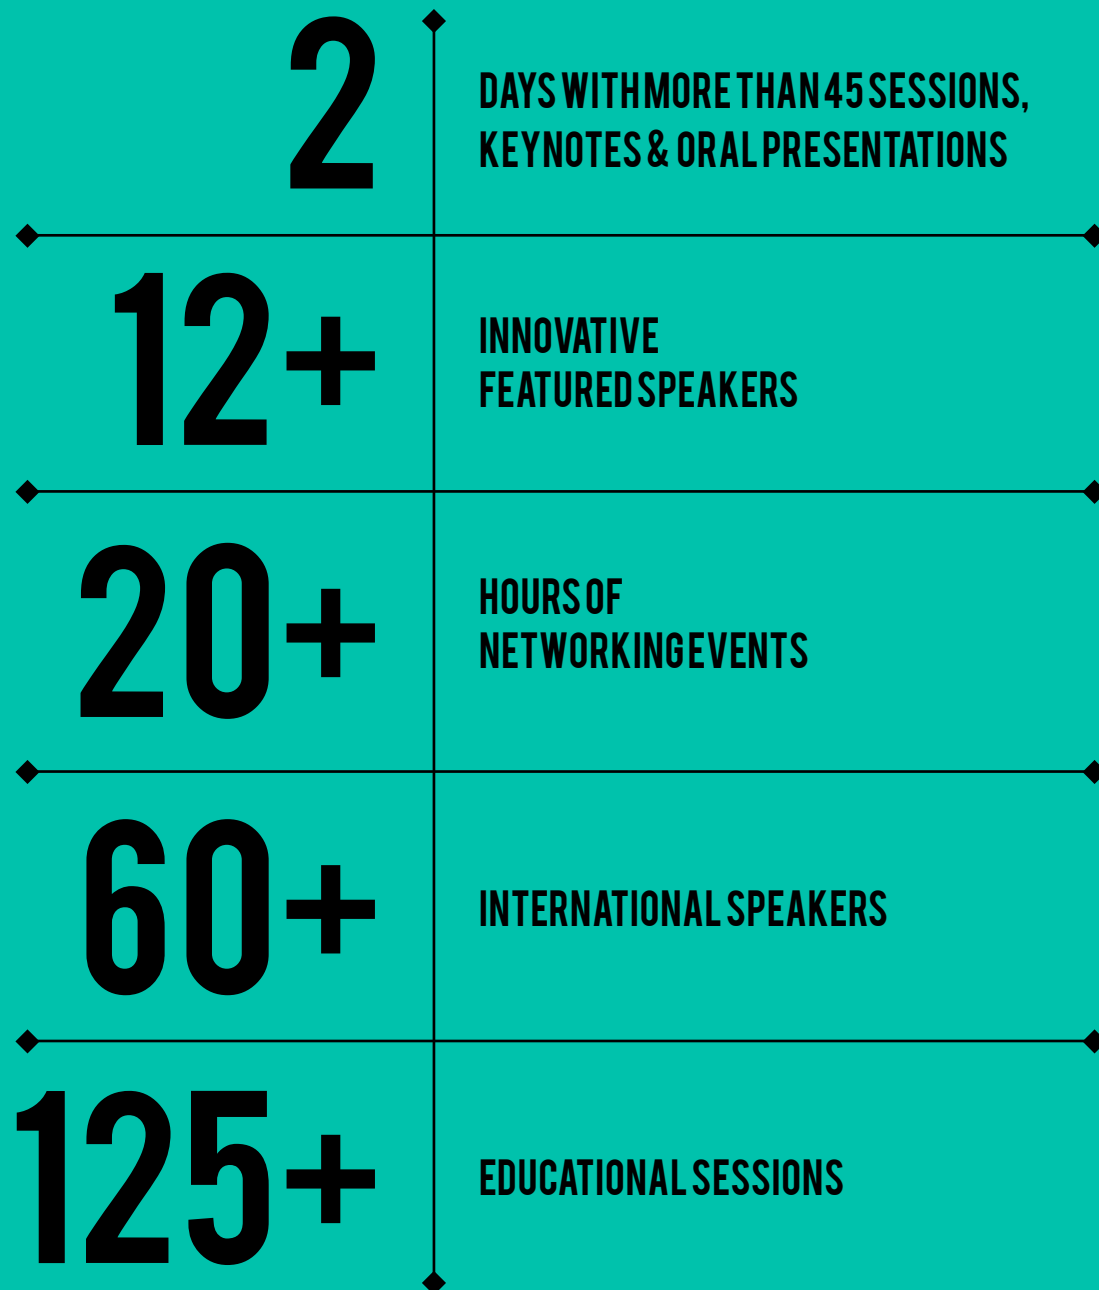 2
DAYS WITH MORE THAN 45 SESSIONS,
KEYNOTES & ORAL PRESENTATIONS
12+
INNOVATIVE
FEATURED SPEAKERS
20+
HOURS OF
NETWORKING EVENTS
60+
INTERNATIONAL SPEAKERS
125+
EDUCATIONAL SESSIONS